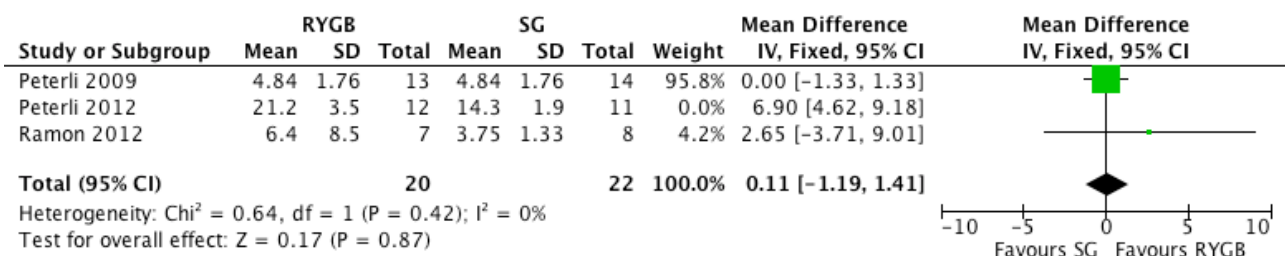 RYGB SG Mean Difference Mean Difference
Study or Subgroup Mean SD Total Mean SD Total Weight IV, Fixed, 95% CI IV, Fixed, 95% CI
Peterli 2009 4.84 1.76 13 4.84 1.76 14 95.8% 0.00 [-1.33, 1.33]
Peterli 2012 21.2 3.5 12 14.3 1.9 11 0.0% 6.90 [4.62, 9.18]
Ramon 2012 6.4 8.5 7 3.75 1.33 8 4.2% 2.65 [-3.71, 9.01]
Total (95% CI) 20 22 100.0% 0.11 [-1.19, 1.41]
Heterogeneity: Chi² = 0.64, df = 1 (P = 0.42); I² = 0%
Test for overall effect: Z = 0.17 (P = 0.87)
-10 -5 0 5 10
Favours SG Favours RYGB